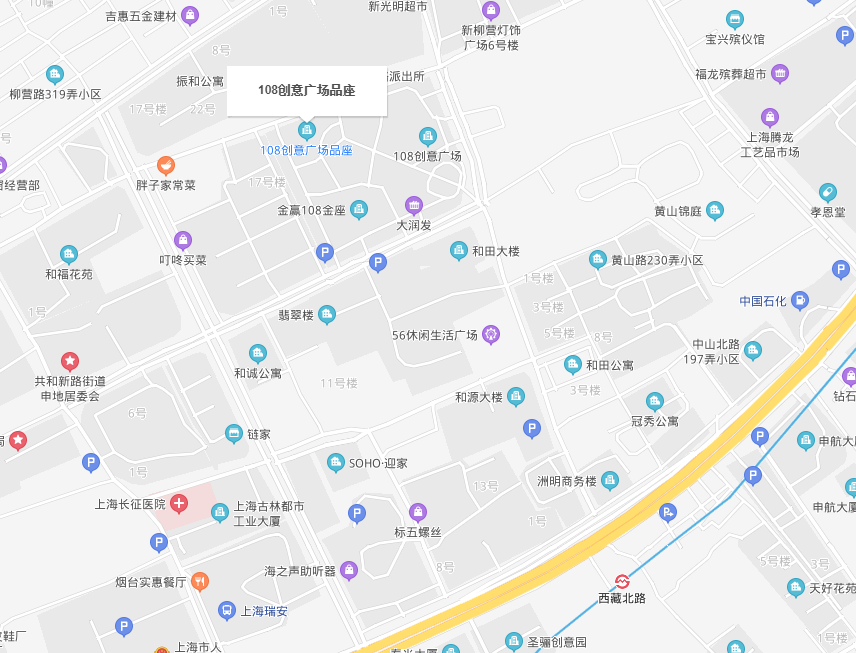 10幢
吉惠五金建材
1号
新光明超市
新柳营灯饰
广场6号楼
宝兴殡仪馆
P
8号
柳营路319弄小区
振和公寓
派出所
福龙殡葬超市
108创意广场品座
17号楼
22号
号
108创意广场品座
108创意广场
上海腾龙
工艺品市场
经营部
胖子家常菜
17号楼
孝恩堂
金赢108金座
大润发
黄山锦庭
叮咚买菜
和福花苑
P
P
和田大楼
黄山路230弄小区
P
1号楼
中国石化
1号
翡翠楼
3号楼
56休闲生活广场
5号楼
8号
中山北路
197弄小区
和诚公寓
和田公寓
共和新路街道
申地居委会
11号楼
3号楼
和源大楼
钻石
6号
冠秀公寓
P
链家
局
P
申航大厦
P
SOHO·迎家
1号
P
洲明商务楼
13号
上海长征医院
上海古林都市
工业大厦
P
标五螺丝
1号
P
申航大厦
P
海之声助听器
8号
烟台实惠餐厅
5号楼
3号
西藏北路
天好花苑
上海瑞安
P
鞋厂
上海市人
圣骊创意园
1号楼